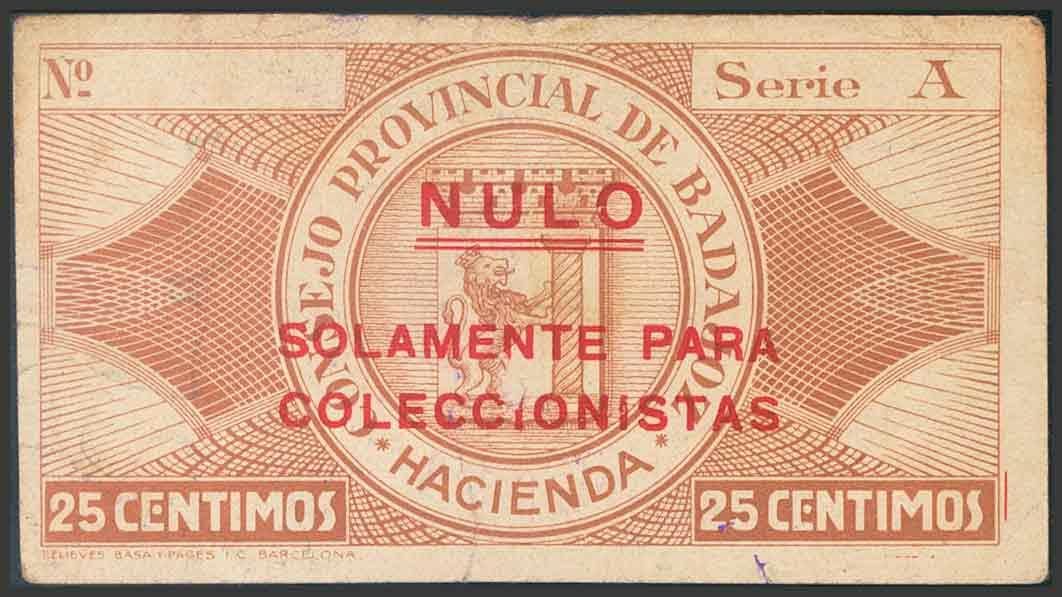 Nº
Serie A
CONSEJO PROVINCIAL DE BADAJOZ
NULO
SOLAMENTE PARA
COLECCIONISTAS
* HACIENDA *
25 CENTIMOS
25 CENTIMOS
RELIEVES BASA Y PAGES I.C. BARCELONA.